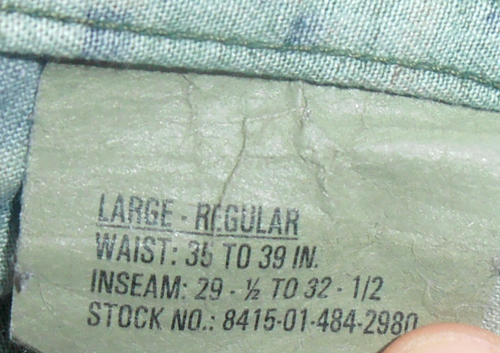 LARGE - REGULAR
WAIST: 35 TO 39 IN.
INSEAM: 29 - ½ TO 32 - 1/2
STOCK NO.: 8415-01-484-2980